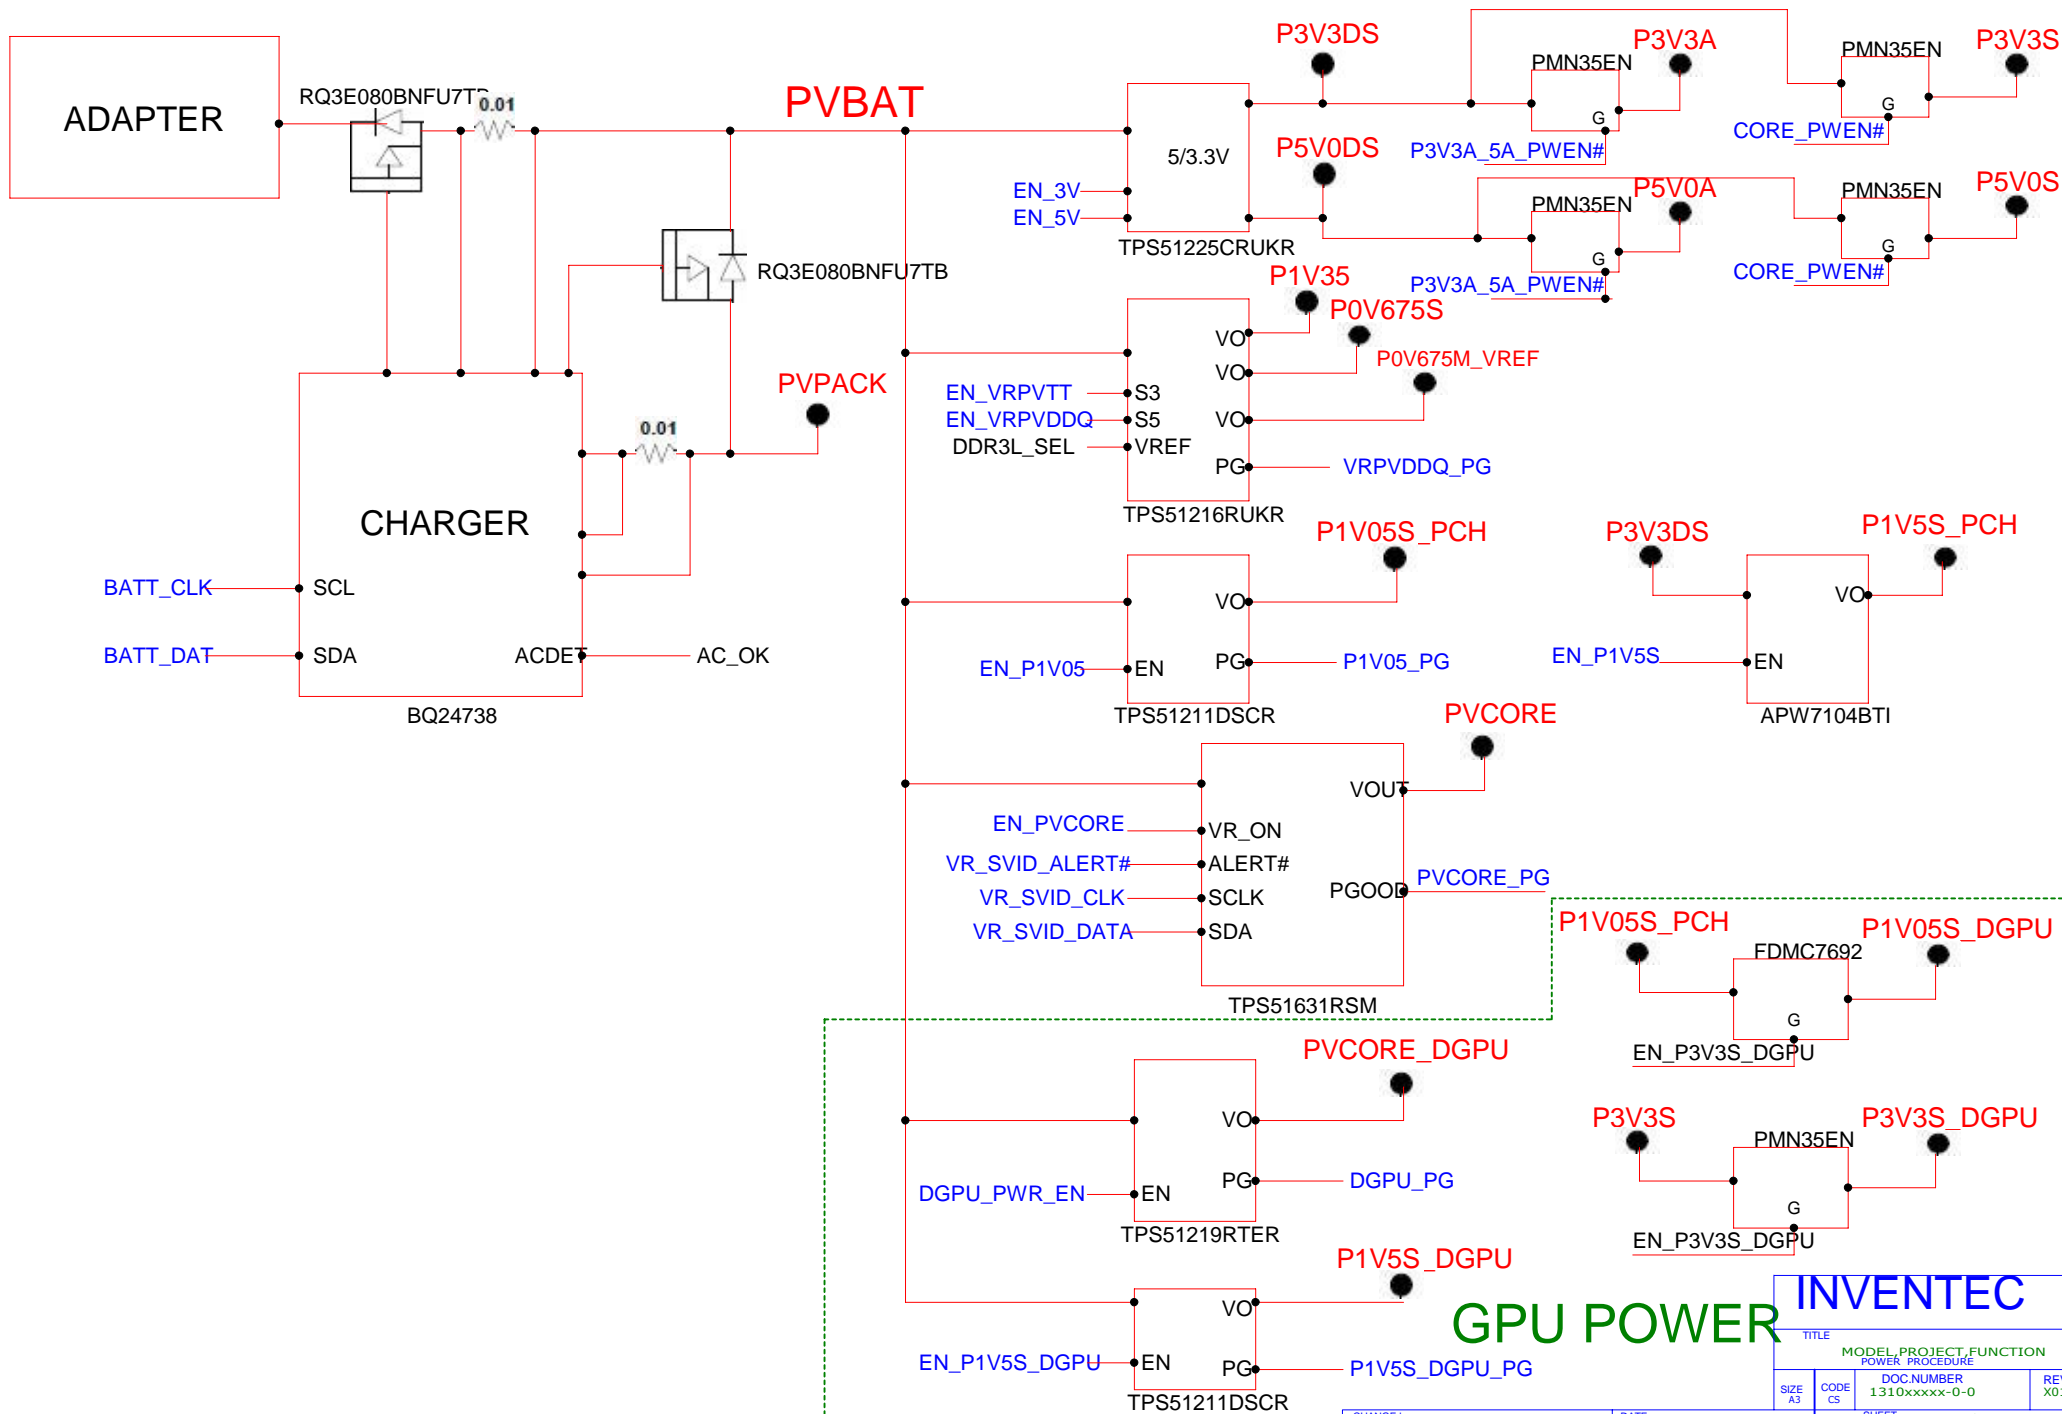 ADAPTER
RQ3E080BNFU7TB
0.01
PVBAT
P3V3DS
PMN35EN
P3V3A
G
P3V3A_5A_PWEN#
PMN35EN
P3V3S
G
CORE_PWEN#
5/3.3V
EN_3V
EN_5V
TPS51225CRUKR
P5V0DS
PMN35EN
P5V0A
G
P3V3A_5A_PWEN#
PMN35EN
P5V0S
G
CORE_PWEN#
RQ3E080BNFU7TB
P1V35
P0V675S
P0V675M_VREF
VO
VO
VO
EN_VRPVTT
S3
EN_VRPVDDQ
S5
DDR3L_SEL
VREF
PG
VRPVDDQ_PG
TPS51216RUKR
PVPACK
0.01
CHARGER
BATT_CLK
SCL
BATT_DAT
SDA
ACDET
AC_OK
BQ24738
P1V05S_PCH
VO
EN_P1V05
EN
PG
P1V05_PG
TPS51211DSCR
P3V3DS
P1V5S_PCH
VO
EN_P1V5S
EN
APW7104BTI
PVCORE
VOUT
EN_PVCORE
VR_ON
VR_SVID_ALERT#
ALERT#
VR_SVID_CLK
SCLK
VR_SVID_DATA
SDA
PGOOD
PVCORE_PG
TPS51631RSM
P1V05S_PCH
FDMC7692
P1V05S_DGPU
G
EN_P3V3S_DGPU
PVCORE_DGPU
VO
DGPU_PWR_EN
EN
PG
DGPU_PG
TPS51219RTER
P3V3S
PMN35EN
P3V3S_DGPU
G
EN_P3V3S_DGPU
P1V5S_DGPU
VO
EN_P1V5S_DGPU
EN
PG
P1V5S_DGPU_PG
TPS51211DSCR
GPU POWER
INVENTEC
TITLE
MODEL,PROJECT,FUNCTION
POWER PROCEDURE
SIZE
A3
CODE
CS
DOC.NUMBER
1310xxxxx-0-0